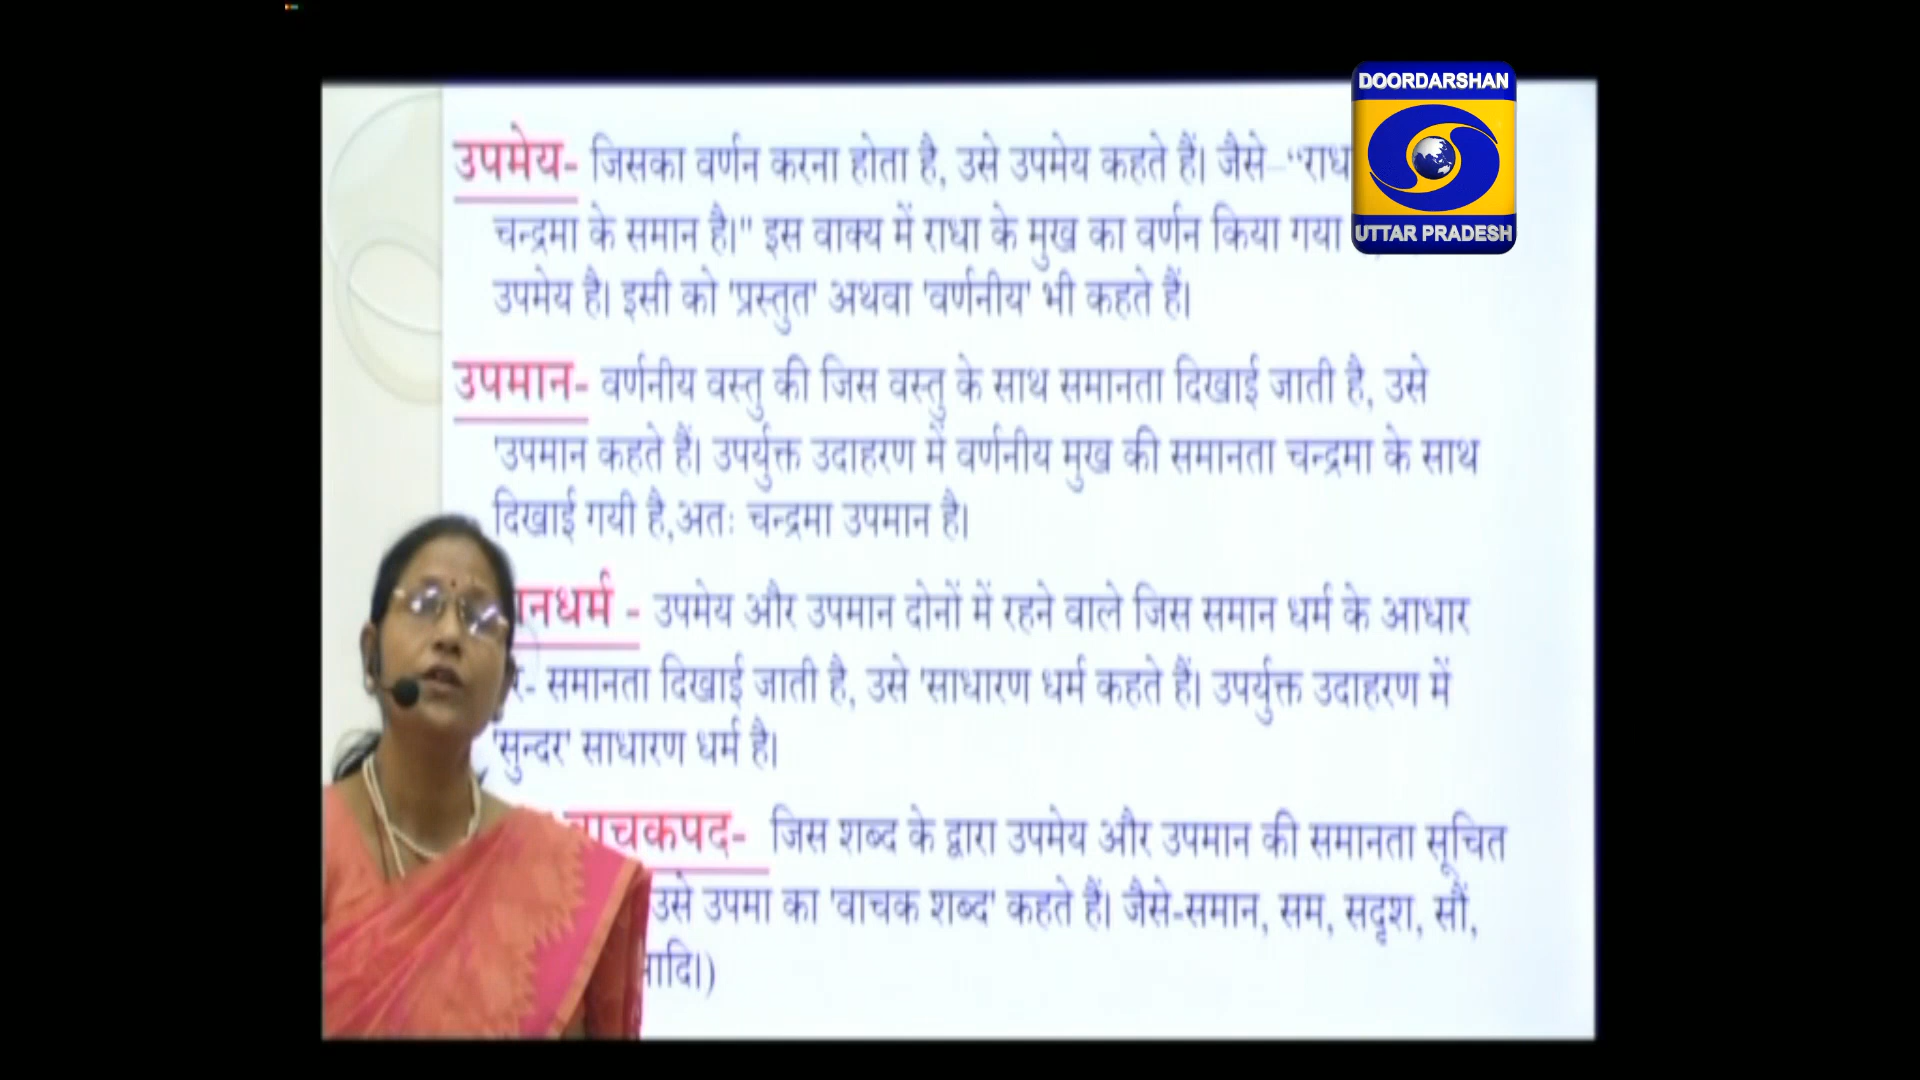 DOORDARSHAN
UTTAR PRADESH
उपमेय- जिसका वर्णन करना होता है, उसे उपमेय कहते हैं। जैसे–“राध
चन्द्रमा के समान है।" इस वाक्य में राधा के मुख का वर्णन किया गया
उपमेय है। इसी को 'प्रस्तुत' अथवा 'वर्णनीय' भी कहते हैं।
उपमान- वर्णनीय वस्तु की जिस वस्तु के साथ समानता दिखाई जाती है, उसे
'उपमान कहते हैं। उपर्युक्त उदाहरण में वर्णनीय मुख की समानता चन्द्रमा के साथ
दिखाई गयी है,अतः चन्द्रमा उपमान है।
नधर्म - उपमेय और उपमान दोनों में रहने वाले जिस समान धर्म के आधार
र- समानता दिखाई जाती है, उसे 'साधारण धर्म कहते हैं। उपर्युक्त उदाहरण में
'सुन्दर' साधारण धर्म है।
वाचकपद- जिस शब्द के द्वारा उपमेय और उपमान की समानता सूचित
उसे उपमा का 'वाचक शब्द' कहते हैं। जैसे-समान, सम, सदृश, सौं,
आदि।)